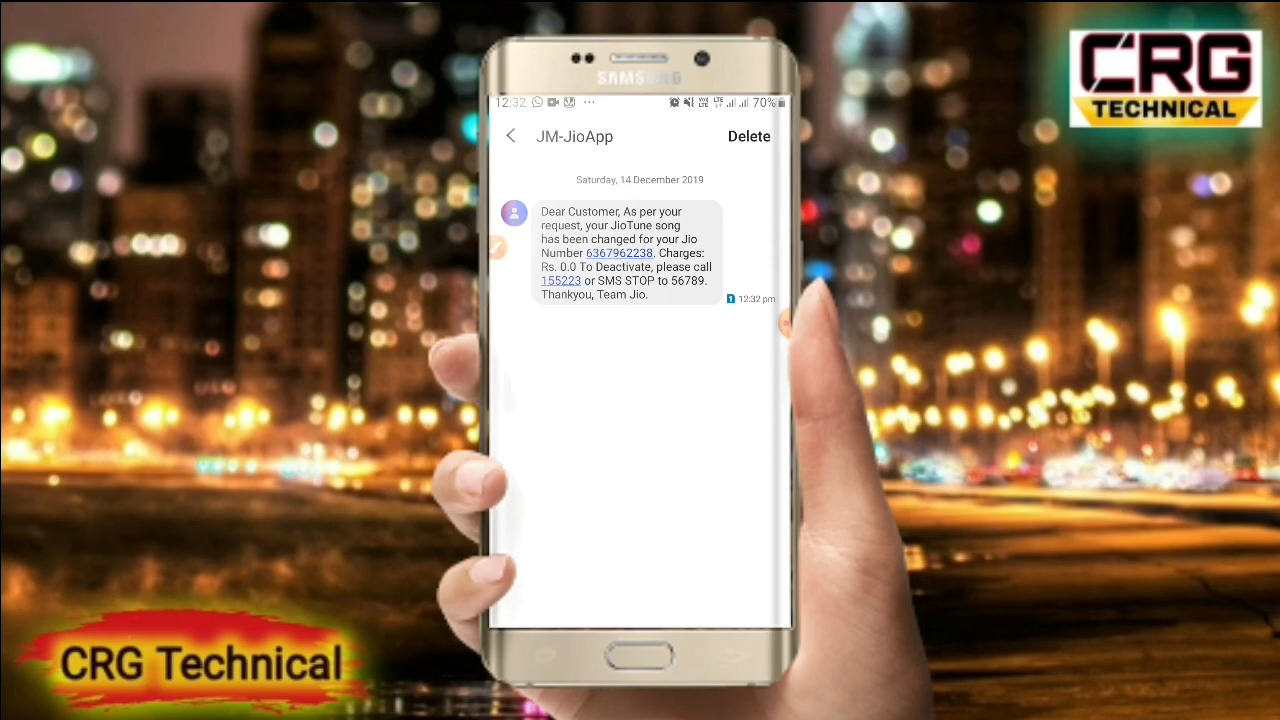 CRG
TECHNICAL
SAMSUNG
12:32 ... 70%
JM-JioApp Delete
Saturday, 14 December 2019
Dear Customer, As per your
request, your JioTune song
has been changed for your Jio
Number 6367962238. Charges:
Rs. 0.0 To Deactivate, please call
155223 or SMS STOP to 56789.
Thankyou, Team Jio.
1 12:32 pm
CRG Technical